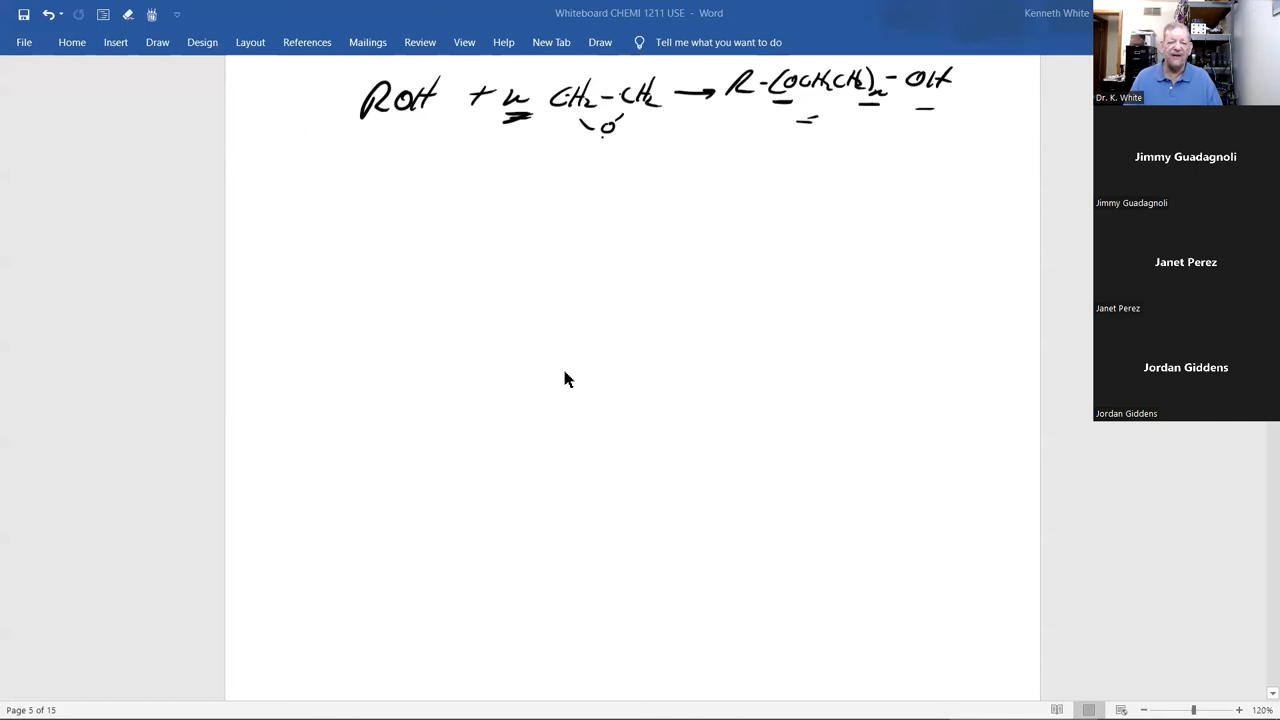 Whiteboard CHEMI 1211 USE - Word
Kenneth White
File Home Insert Draw Design Layout References Mailings Review View Help New Tab Draw Tell me what you want to do
ROH + n CH₂-CH₂ → R-(OCH₂CH₂)ₙ-OH
O
Dr. K. White
Jimmy Guadagnoli
Jimmy Guadagnoli
Janet Perez
Janet Perez
Jordan Giddens
Jordan Giddens
Page 5 of 15
120%